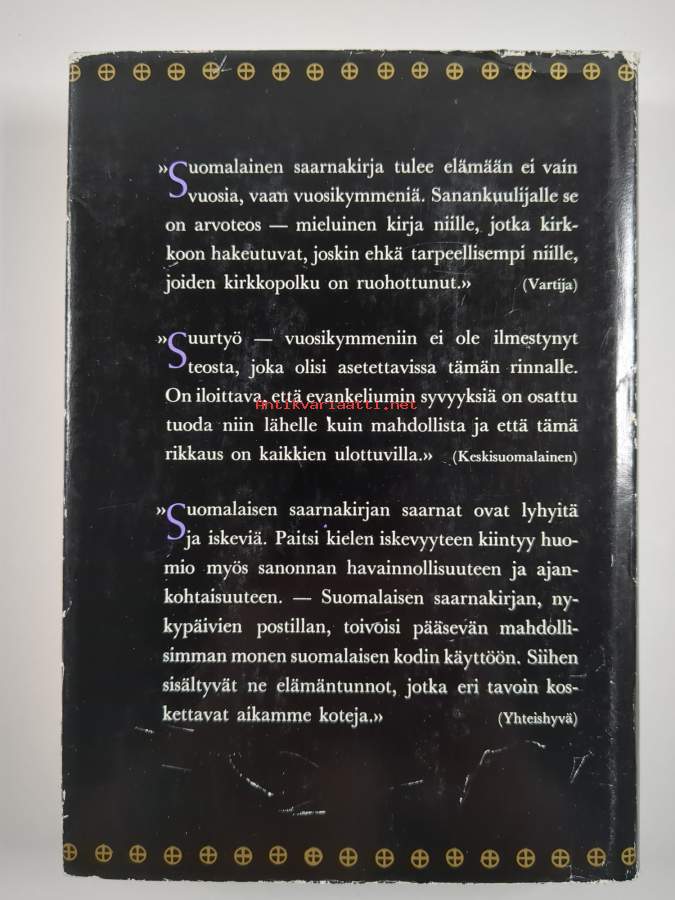 »Suomalainen saarnakirja tulee elämään ei vain
vuosia, vaan vuosikymmeniä. Sanankuulijalle se
on arvoteos — mieluinen kirja niille, jotka kirk-
koon hakeutuvat, joskin ehkä tarpeellisempi niille,
joiden kirkkopolku on ruohottunut.» (Vartija)
»Suurtyö — vuosikymmeniin ei ole ilmestynyt
teosta, joka olisi asetettavissa tämän rinnalle.
On iloittava, että evankeliumin syvyyksiä on osattu
Antikvariaatti.net
tuoda niin lähelle kuin mahdollista ja että tämä
rikkaus on kaikkien ulottuvilla.» (Keskisuomalainen)
»Suomalaisen saarnakirjan saarnat ovat lyhyitä
ja iskeviä. Paitsi kielen iskevyyteen kiintyy huo-
mio myös sanonnan havainnollisuuteen ja ajan-
kohtaisuuteen. — Suomalaisen saarnakirjan, ny-
kypäivien postillan, toivoisi pääsevän mahdolli-
simman monen suomalaisen kodin käyttöön. Siihen
sisältyvät ne elämäntunnot, jotka eri tavoin kos-
kettavat aikamme koteja.» (Yhteishyvä)